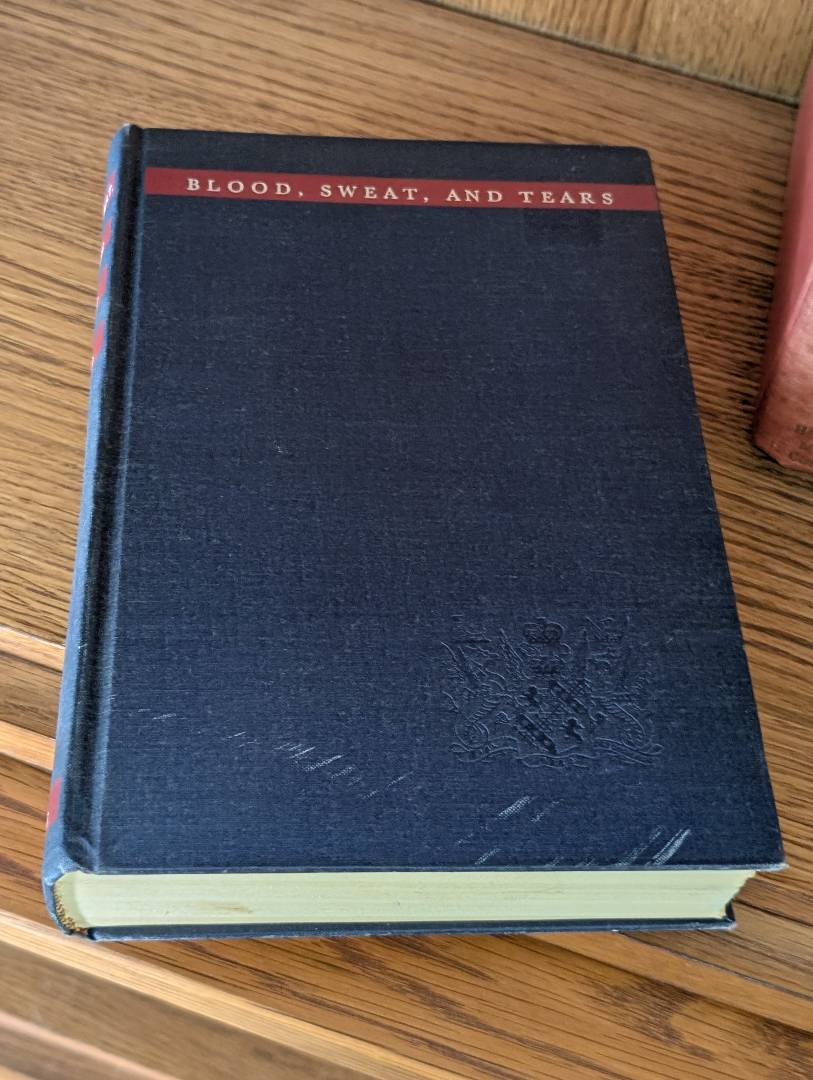 BLOOD, SWEAT, AND TEARS